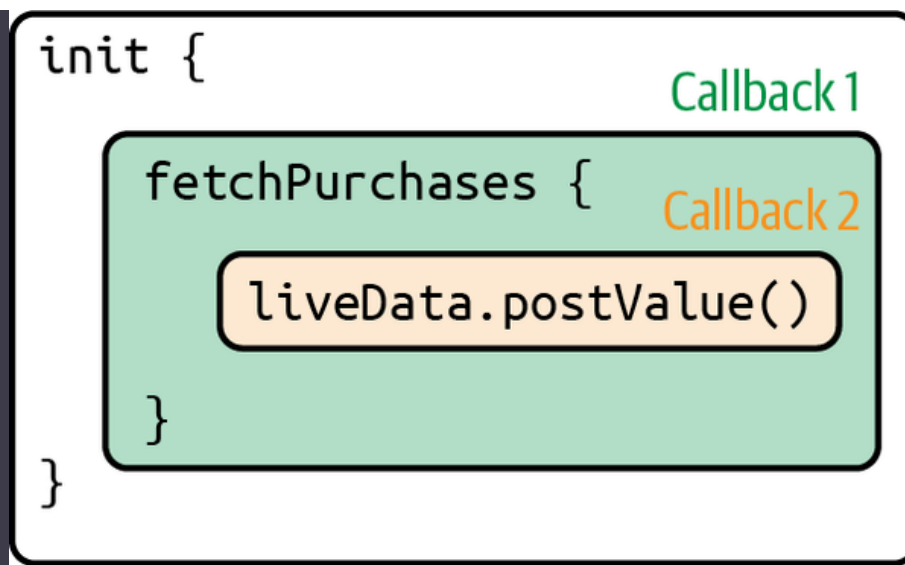 init {
Callback 1
fetchPurchases {
Callback 2
liveData.postValue()
}
}